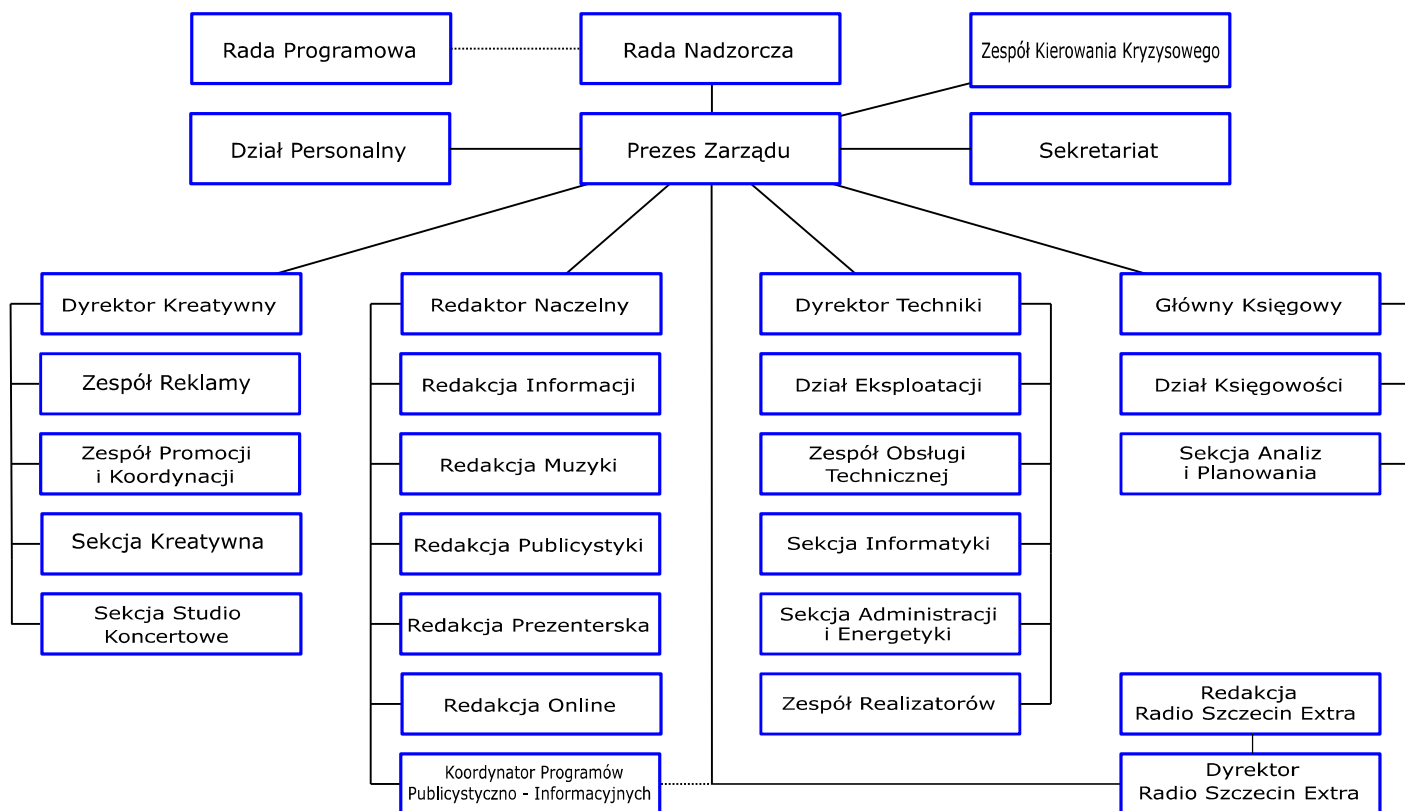 Rada Programowa
Rada Nadzorcza
Zespół Kierowania Kryzysowego
Dział Personalny
Prezes Zarządu
Sekretariat
Dyrektor Kreatywny
Zespół Reklamy
Zespół Promocji
i Koordynacji
Sekcja Kreatywna
Sekcja Studio
Koncertowe
Redaktor Naczelny
Redakcja Informacji
Redakcja Muzyki
Redakcja Publicystyki
Redakcja Prezenterska
Redakcja Online
Koordynator Programów
Publicystyczno - Informacyjnych
Dyrektor Techniki
Dział Eksploatacji
Zespół Obsługi
Technicznej
Sekcja Informatyki
Sekcja Administracji
i Energetyki
Zespół Realizatorów
Główny Księgowy
Dział Księgowości
Sekcja Analiz
i Planowania
Redakcja
Radio Szczecin Extra
Dyrektor
Radio Szczecin Extra